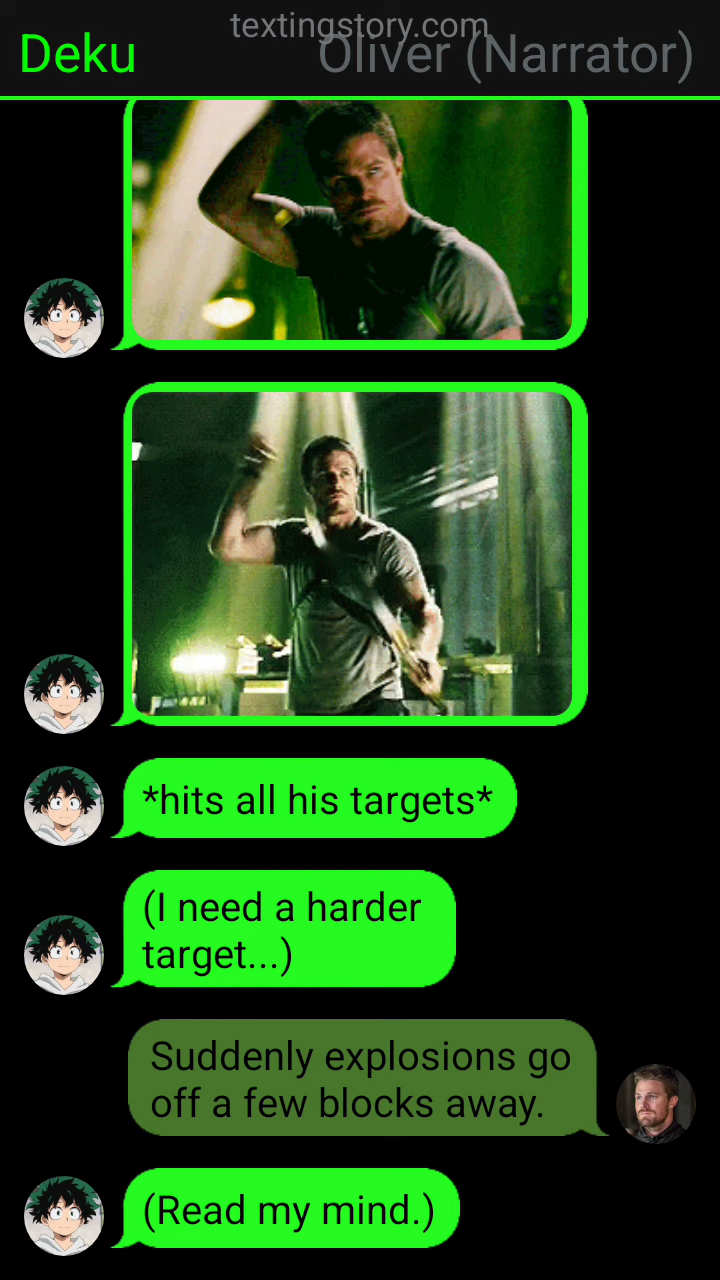 textingstory.com
Deku
Oliver (Narrator)
*hits all his targets*
(I need a harder
target...)
Suddenly explosions go
off a few blocks away.
(Read my mind.)